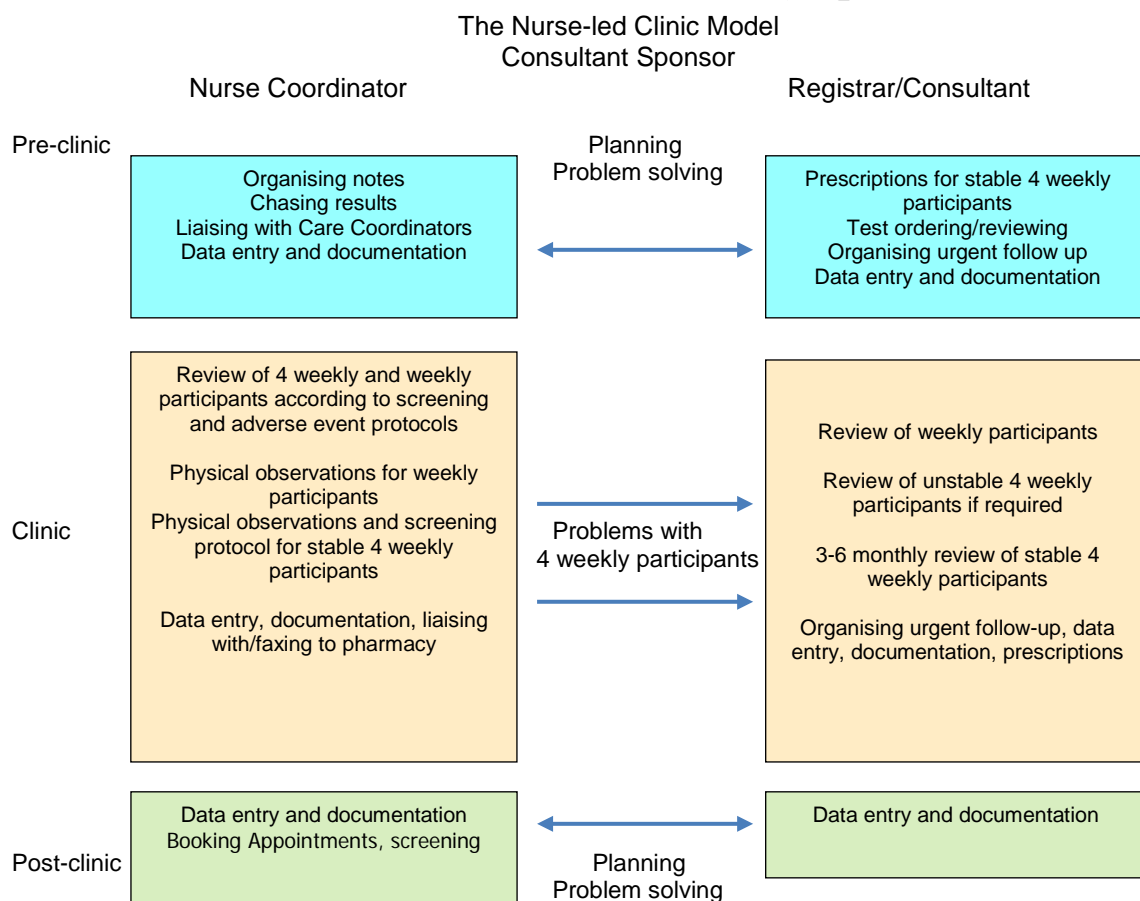 The Nurse-led Clinic Model
Consultant Sponsor
Nurse Coordinator
Registrar/Consultant
Pre-clinic
Organising notes
Chasing results
Liaising with Care Coordinators
Data entry and documentation
Planning
Problem solving
Prescriptions for stable 4 weekly
participants
Test ordering/reviewing
Organising urgent follow up
Data entry and documentation
Clinic
Review of 4 weekly and weekly
participants according to screening
and adverse event protocols
Physical observations for weekly
participants
Physical observations and screening
protocol for stable 4 weekly
participants
Data entry, documentation, liaising
with/faxing to pharmacy
Problems with
4 weekly participants
Review of weekly participants
Review of unstable 4 weekly
participants if required
3-6 monthly review of stable 4
weekly participants
Organising urgent follow-up, data
entry, documentation, prescriptions
Post-clinic
Data entry and documentation
Booking Appointments, screening
Planning
Problem solving
Data entry and documentation